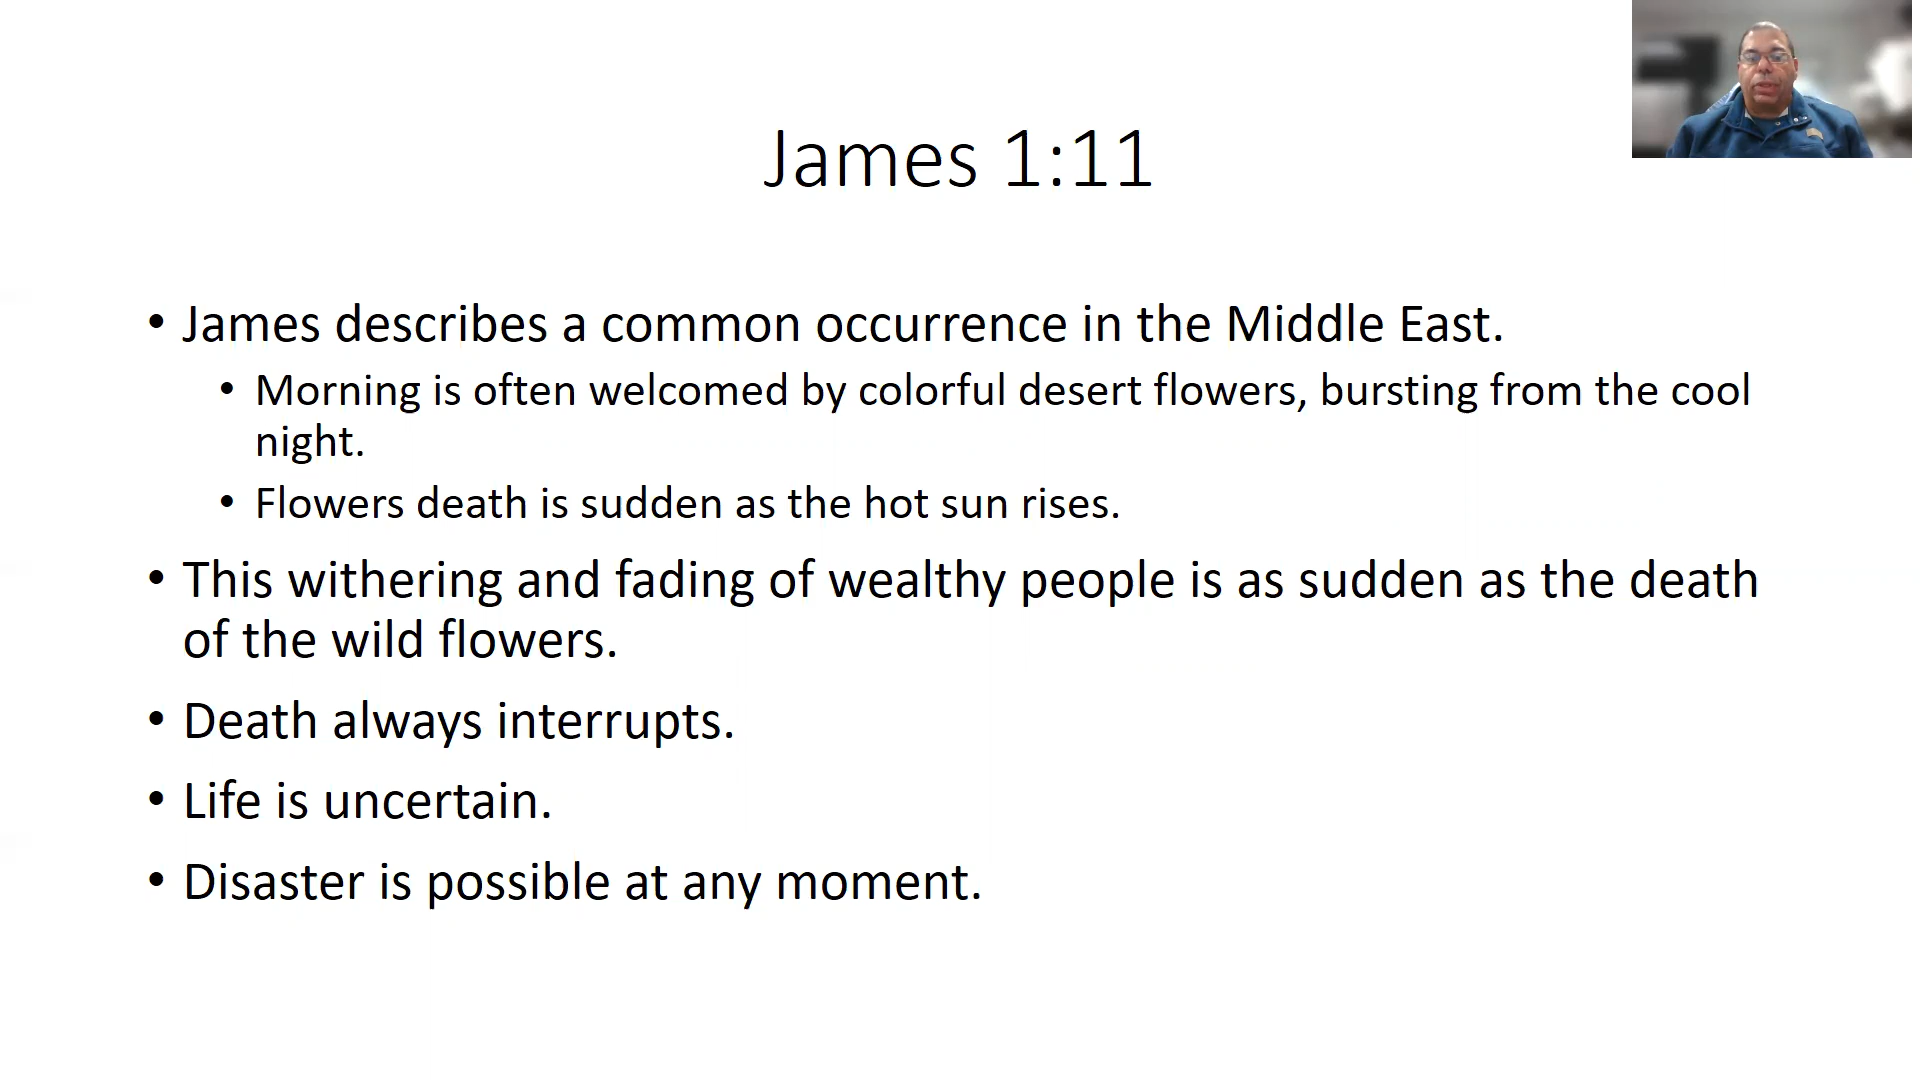 James 1:11
• James describes a common occurrence in the Middle East.
• Morning is often welcomed by colorful desert flowers, bursting from the cool
night.
• Flowers death is sudden as the hot sun rises.
• This withering and fading of wealthy people is as sudden as the death
of the wild flowers.
• Death always interrupts.
• Life is uncertain.
• Disaster is possible at any moment.